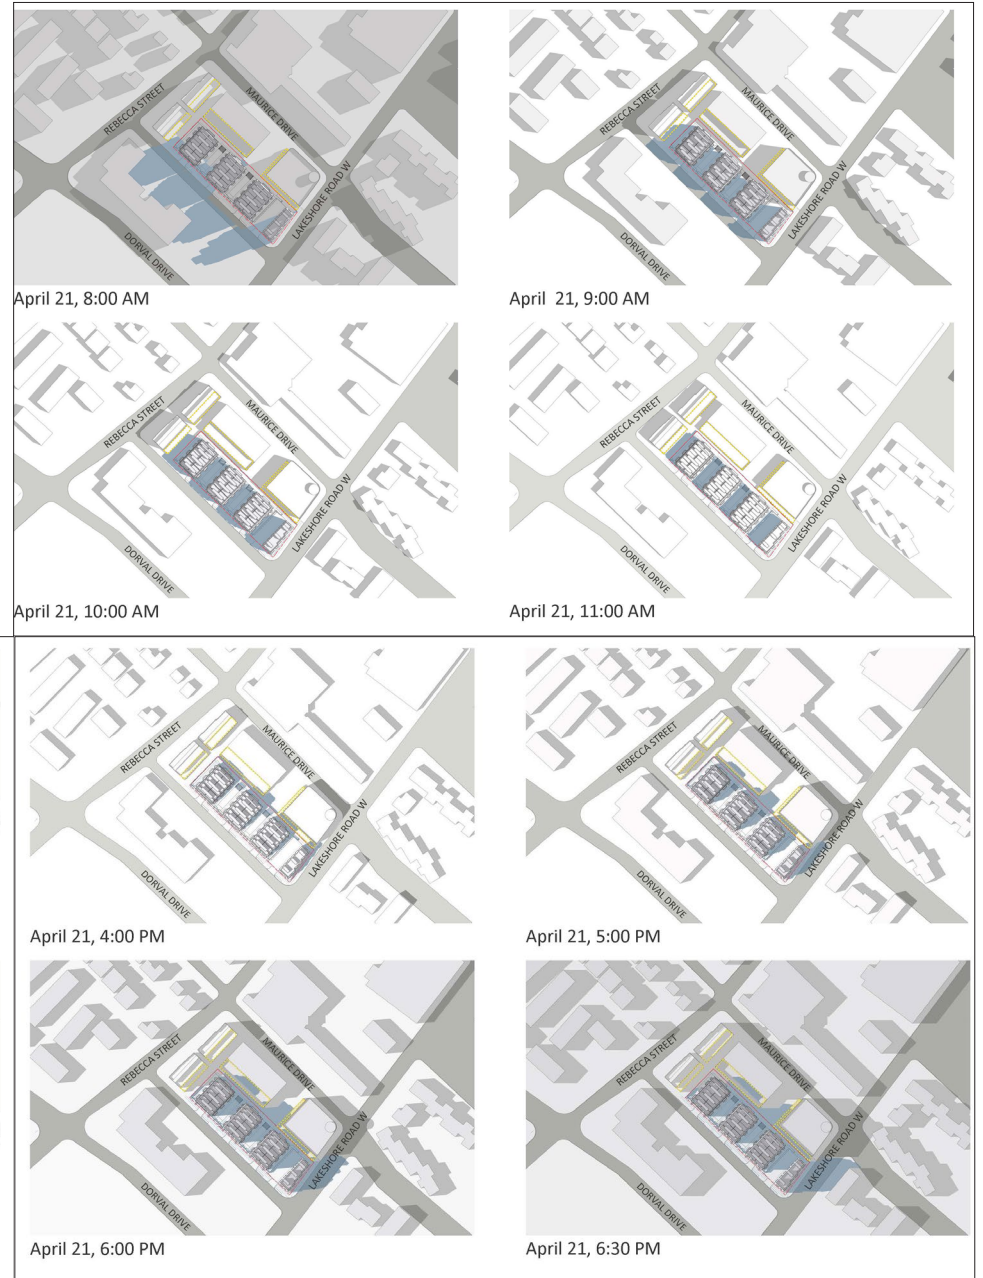 REBECCA STREET
MAURICE DRIVE
LAKESHORE ROAD W
DORVAL DRIVE
April 21, 8:00 AM
REBECCA STREET
MAURICE DRIVE
LAKESHORE ROAD W
DORVAL DRIVE
April  21, 9:00 AM
REBECCA STREET
MAURICE DRIVE
LAKESHORE ROAD W
DORVAL DRIVE
April 21, 10:00 AM
REBECCA STREET
MAURICE DRIVE
LAKESHORE ROAD W
DORVAL DRIVE
April 21, 11:00 AM
REBECCA STREET
MAURICE DRIVE
LAKESHORE ROAD W
DORVAL DRIVE
April 21, 4:00 PM
REBECCA STREET
MAURICE DRIVE
LAKESHORE ROAD W
DORVAL DRIVE
April 21, 5:00 PM
REBECCA STREET
MAURICE DRIVE
LAKESHORE ROAD W
DORVAL DRIVE
April 21, 6:00 PM
REBECCA STREET
MAURICE DRIVE
LAKESHORE ROAD W
DORVAL DRIVE
April 21, 6:30 PM